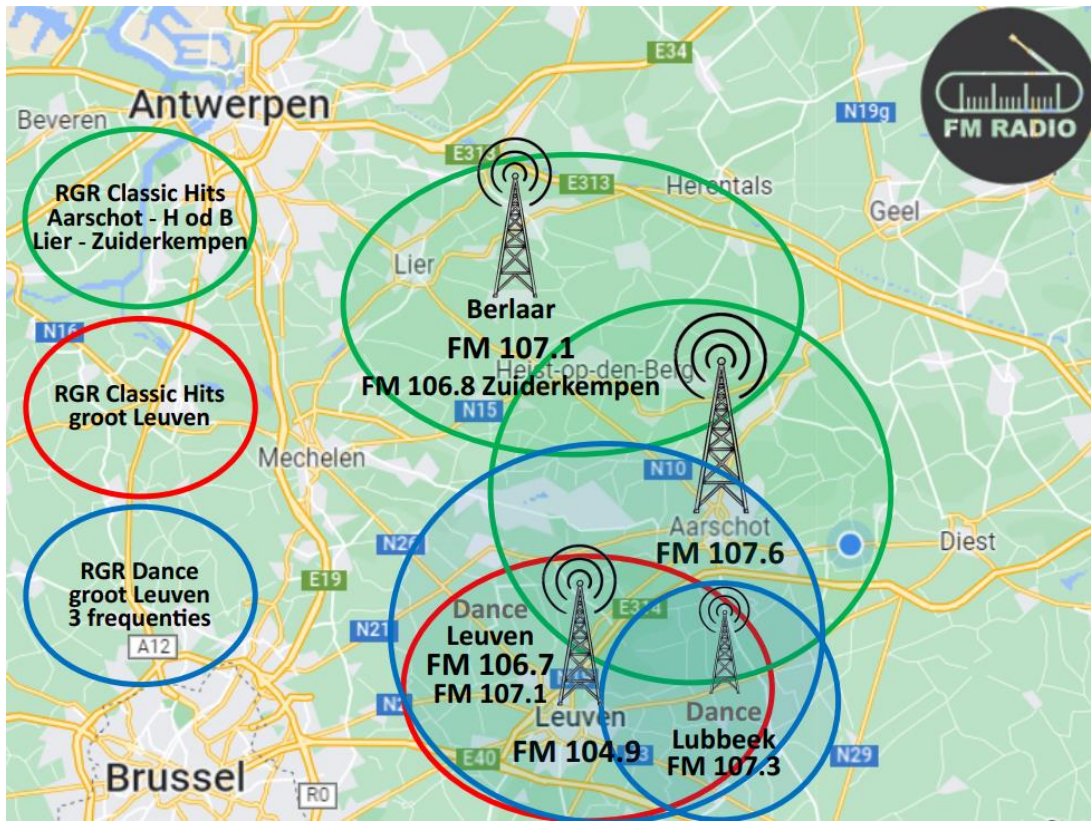 E34
Antwerpen
Beveren
N19g
FM RADIO
E313
E313
Herentals
Geel
RGR Classic Hits
Aarschot - H od B
Lier - Zuiderkempen
Lier
Berlaar
N16
FM 107.1
Heist-op-den-Berg
FM 106.8 Zuiderkempen
RGR Classic Hits
groot Leuven
N15
Mechelen
N10
Aarschot
FM 107.6
N26
Diest
RGR Dance
groot Leuven
3 frequenties
E19
E314
Dance
Leuven
FM 106.7
FM 107.1
N21
A12
N2
Leuven
FM 104.9
Dance
Lubbeek
FM 107.3
E40
N29
Brussel
R0